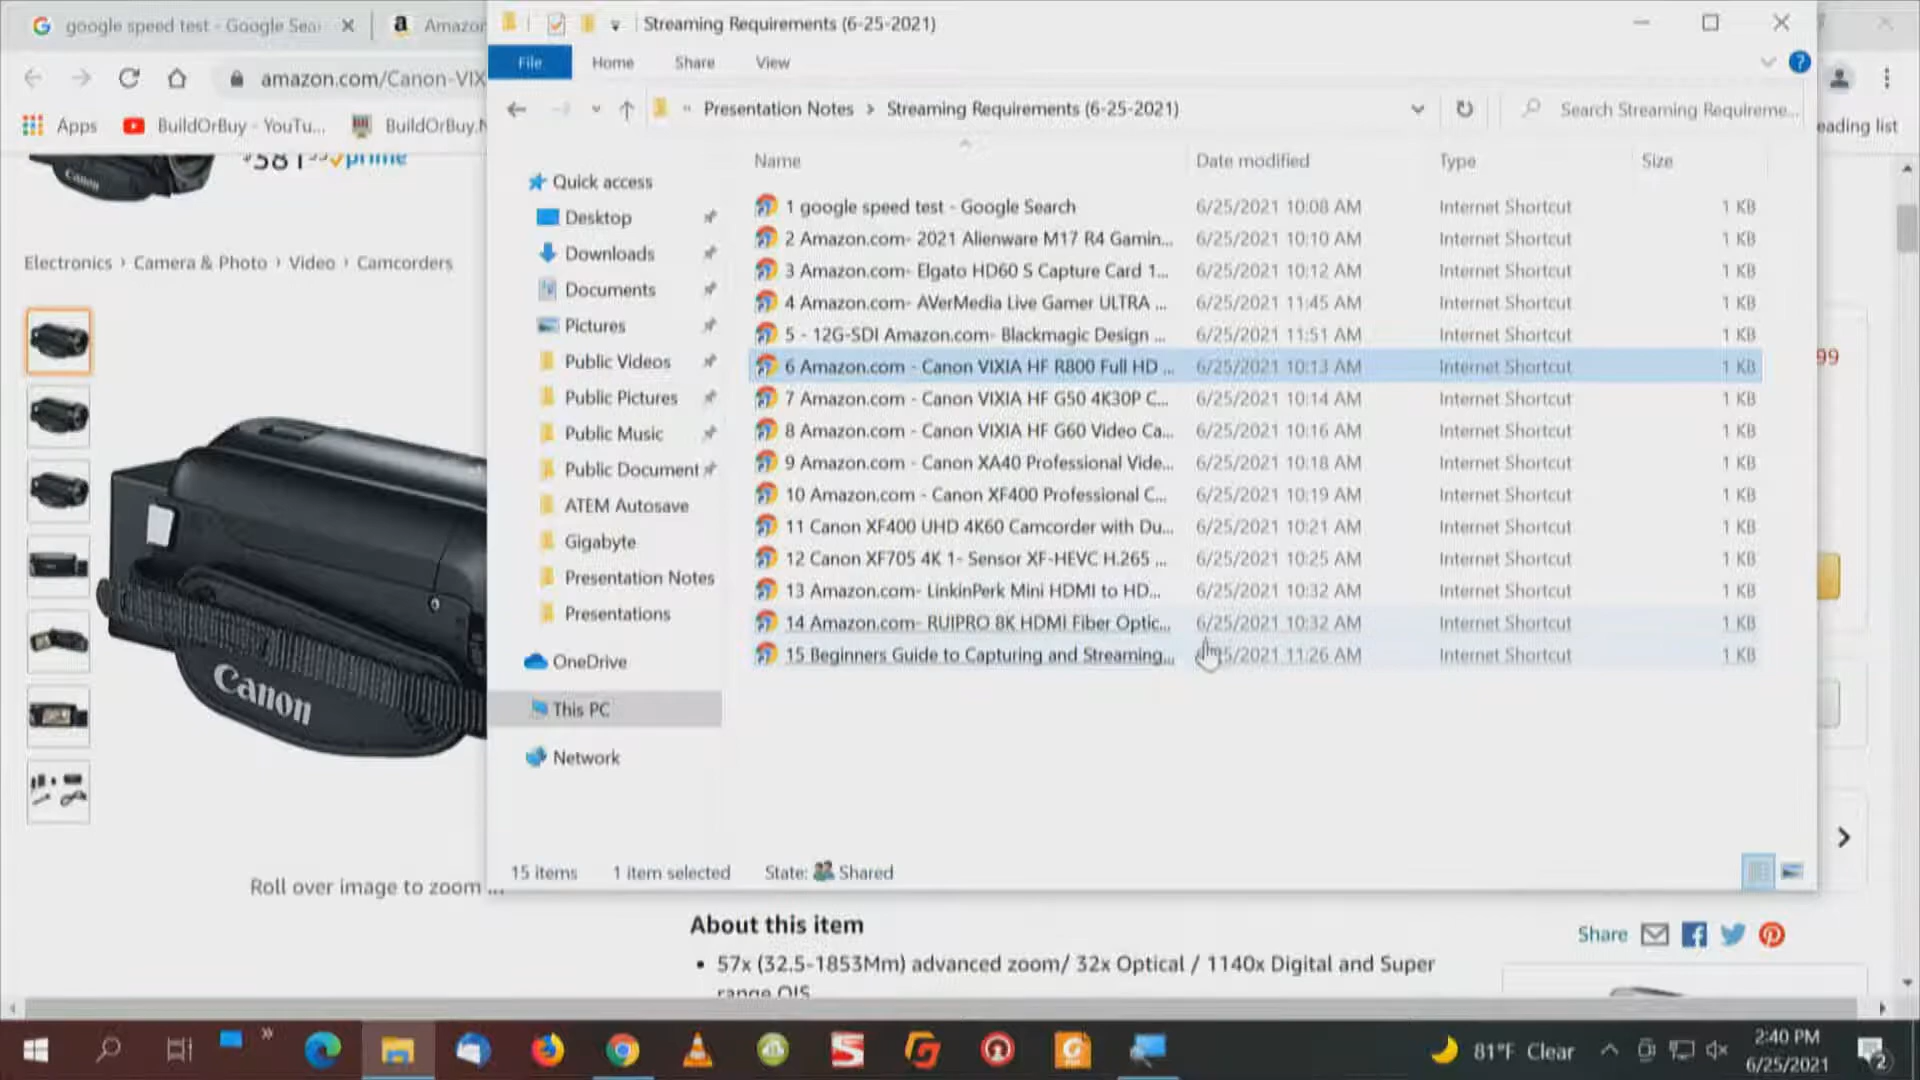 google speed test - Google Sear
Amazon
Streaming Requirements (6-25-2021)
File
Home
Share
View
amazon.com/Canon-VIX
Presentation Notes
Streaming Requirements (6-25-2021)
Search Streaming Requireme...
Apps
BuildOrBuy - YouTu...
BuildOrBuy.N
eading list
Canon
prime
Name
Date modified
Type
Size
Quick access
Desktop
Downloads
Documents
Pictures
Public Videos
Public Pictures
Public Music
Public Document
ATEM Autosave
Gigabyte
Presentation Notes
Presentations
OneDrive
This PC
Network
1 google speed test - Google Search 6/25/2021 10:08 AM Internet Shortcut 1 KB
2 Amazon.com- 2021 Alienware M17 R4 Gamin... 6/25/2021 10:10 AM Internet Shortcut 1 KB
3 Amazon.com- Elgato HD60 S Capture Card 1... 6/25/2021 10:12 AM Internet Shortcut 1 KB
4 Amazon.com- AVerMedia Live Gamer ULTRA ... 6/25/2021 11:45 AM Internet Shortcut 1 KB
5 - 12G-SDI Amazon.com- Blackmagic Design ... 6/25/2021 11:51 AM Internet Shortcut 1 KB
6 Amazon.com - Canon VIXIA HF R800 Full HD ... 6/25/2021 10:13 AM Internet Shortcut 1 KB
7 Amazon.com - Canon VIXIA HF G50 4K30P C... 6/25/2021 10:14 AM Internet Shortcut 1 KB
8 Amazon.com - Canon VIXIA HF G60 Video Ca... 6/25/2021 10:16 AM Internet Shortcut 1 KB
9 Amazon.com - Canon XA40 Professional Vide... 6/25/2021 10:18 AM Internet Shortcut 1 KB
10 Amazon.com - Canon XF400 Professional C... 6/25/2021 10:19 AM Internet Shortcut 1 KB
11 Canon XF400 UHD 4K60 Camcorder with Du... 6/25/2021 10:21 AM Internet Shortcut 1 KB
12 Canon XF705 4K 1- Sensor XF-HEVC H.265 ... 6/25/2021 10:25 AM Internet Shortcut 1 KB
13 Amazon.com- LinkinPerk Mini HDMI to HD... 6/25/2021 10:32 AM Internet Shortcut 1 KB
14 Amazon.com- RUIPRO 8K HDMI Fiber Optic... 6/25/2021 10:32 AM Internet Shortcut 1 KB
15 Beginners Guide to Capturing and Streaming... 5/2021 11:26 AM Internet Shortcut 1 KB
15 items
1 item selected
State: Shared
Electronics › Camera & Photo › Video › Camcorders
Canon
99
Roll over image to zoom ...
About this item
• 57x (32.5-1853Mm) advanced zoom/ 32x Optical / 1140x Digital and Super
range OIS
Share
81°F Clear
2:40 PM
6/25/2021
2